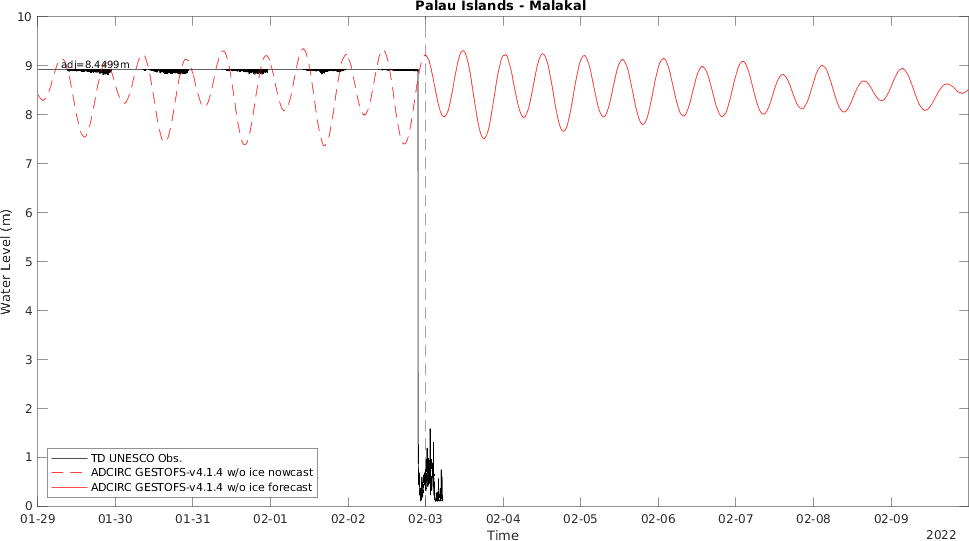 Palau Islands - Malakal
10
9
8
7
6
5
4
3
2
1
0
Water Level (m)
adj=8.4499m
TD UNESCO Obs.
ADCIRC GESTOFS-v4.1.4 w/o ice nowcast
ADCIRC GESTOFS-v4.1.4 w/o ice forecast
01-29 01-30 01-31 02-01 02-02 02-03 02-04 02-05 02-06 02-07 02-08 02-09
Time
2022